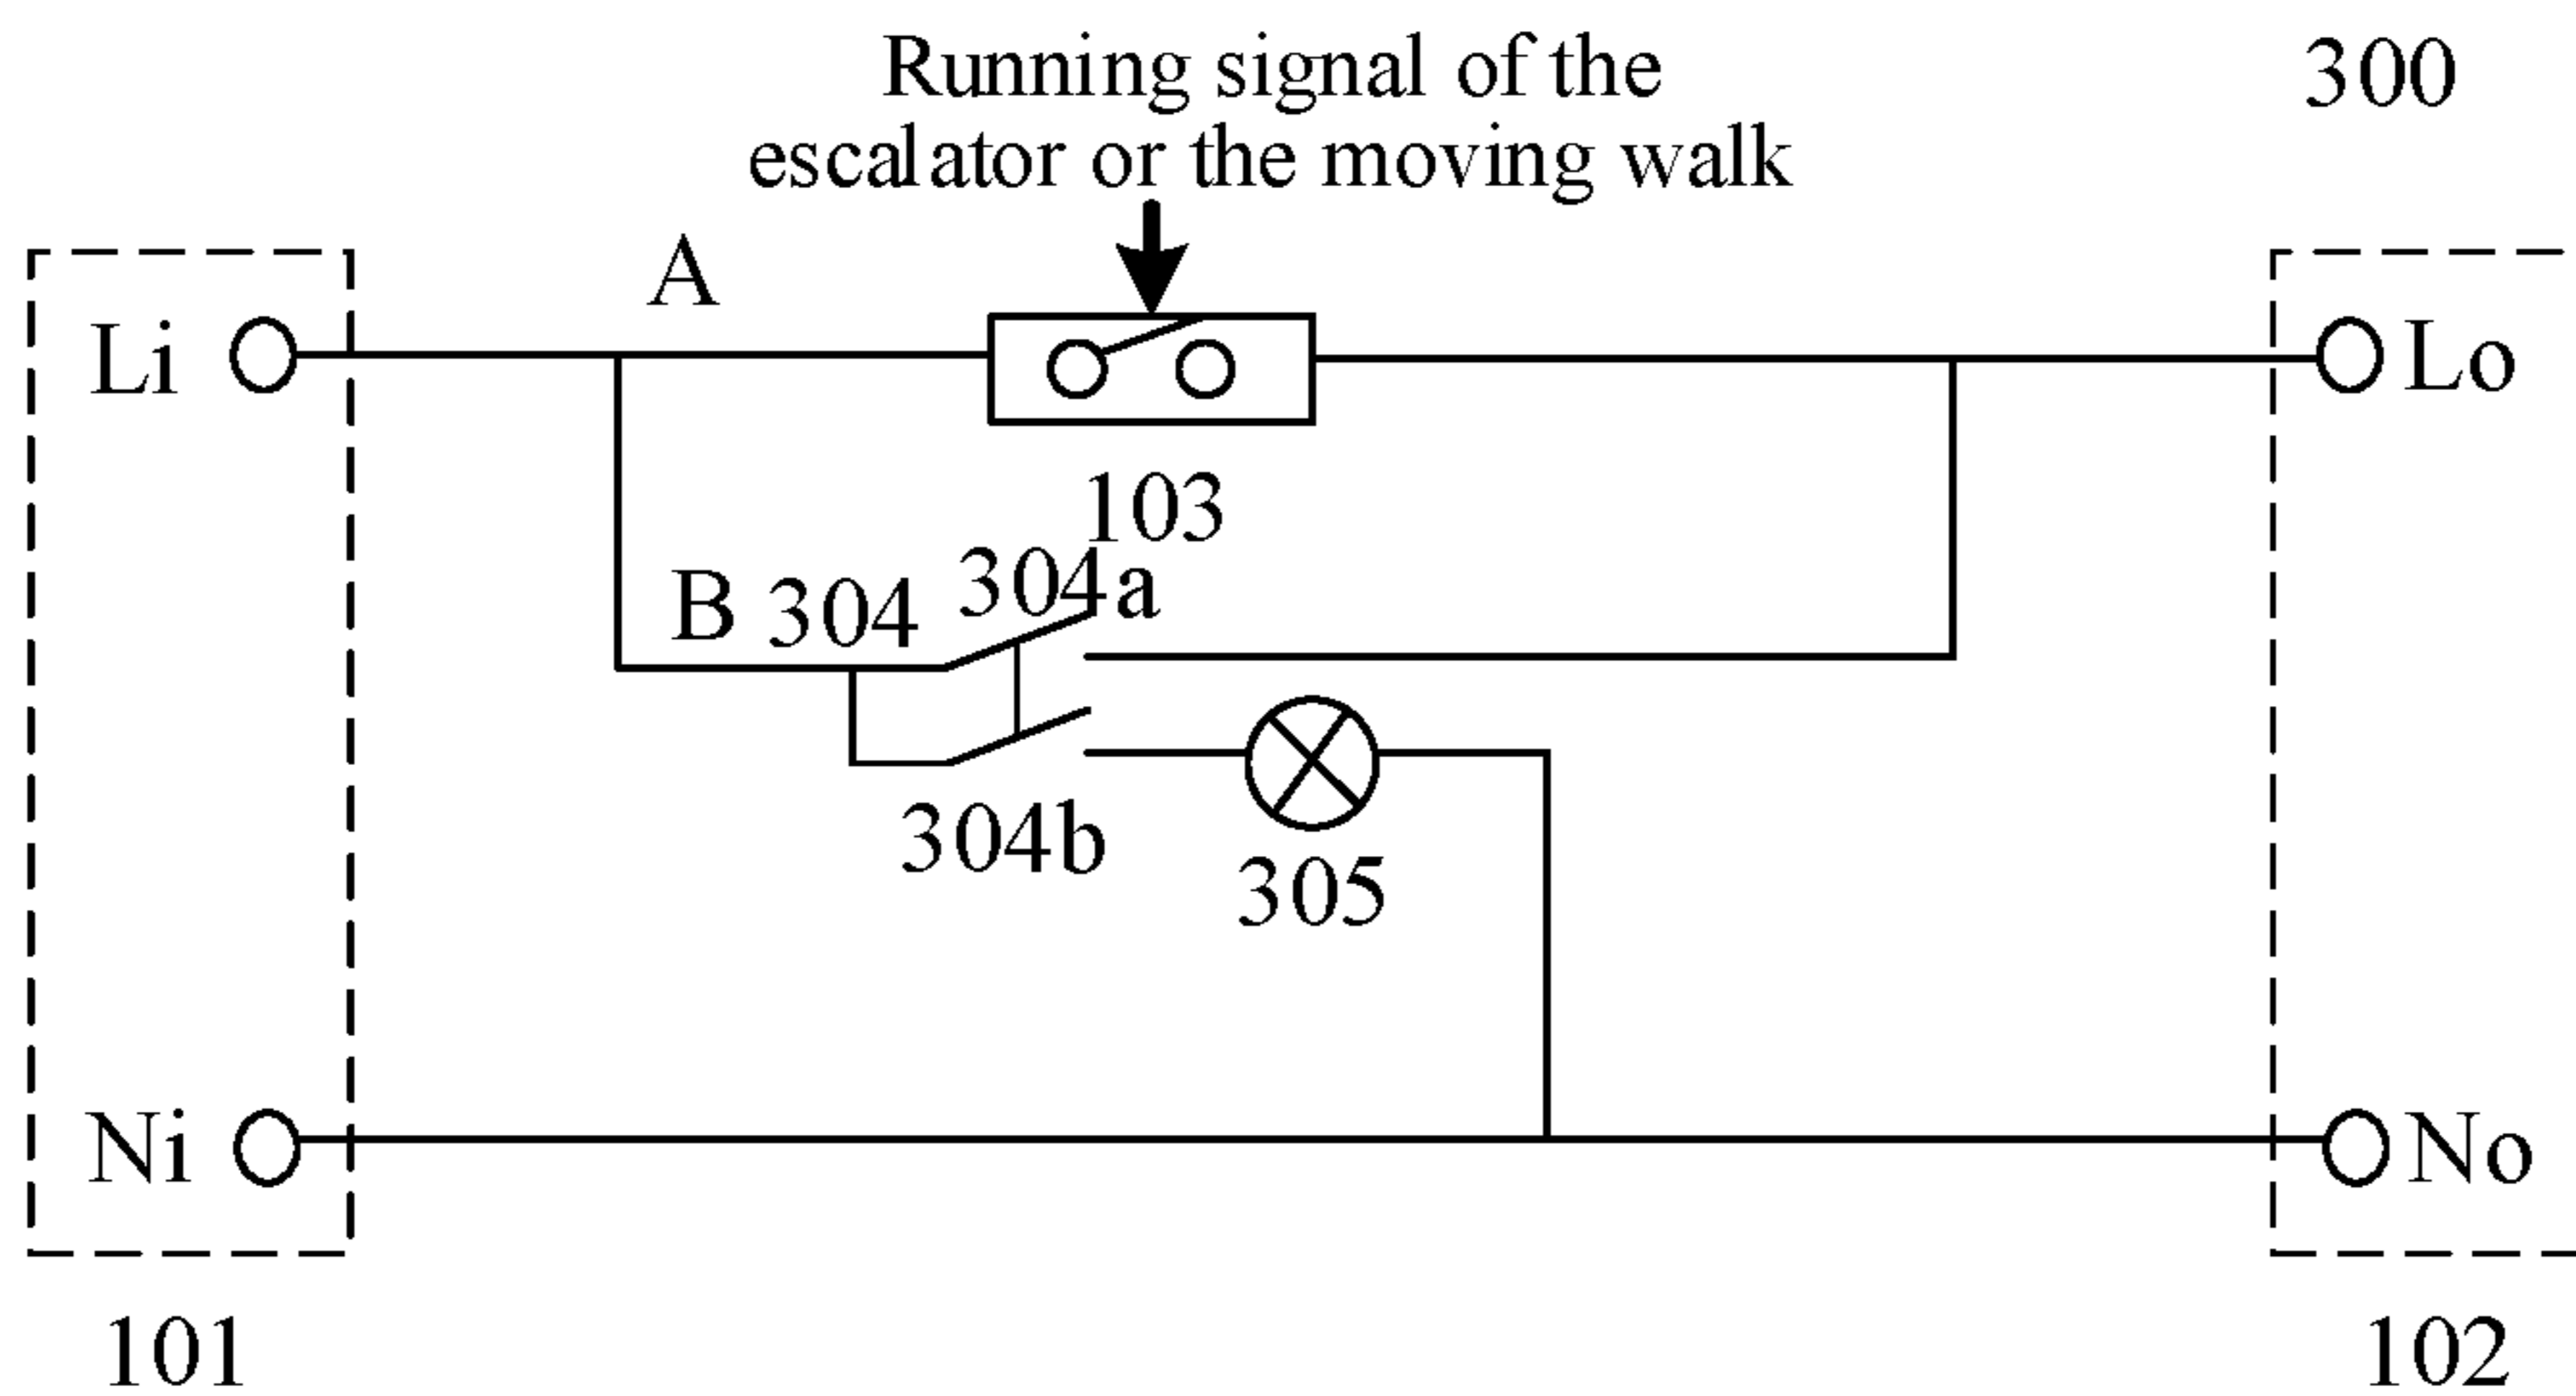 Running signal of the
escalator or the moving walk
300
A
Li
Lo
103
B
304
304a
304b
305
Ni
No
101
102